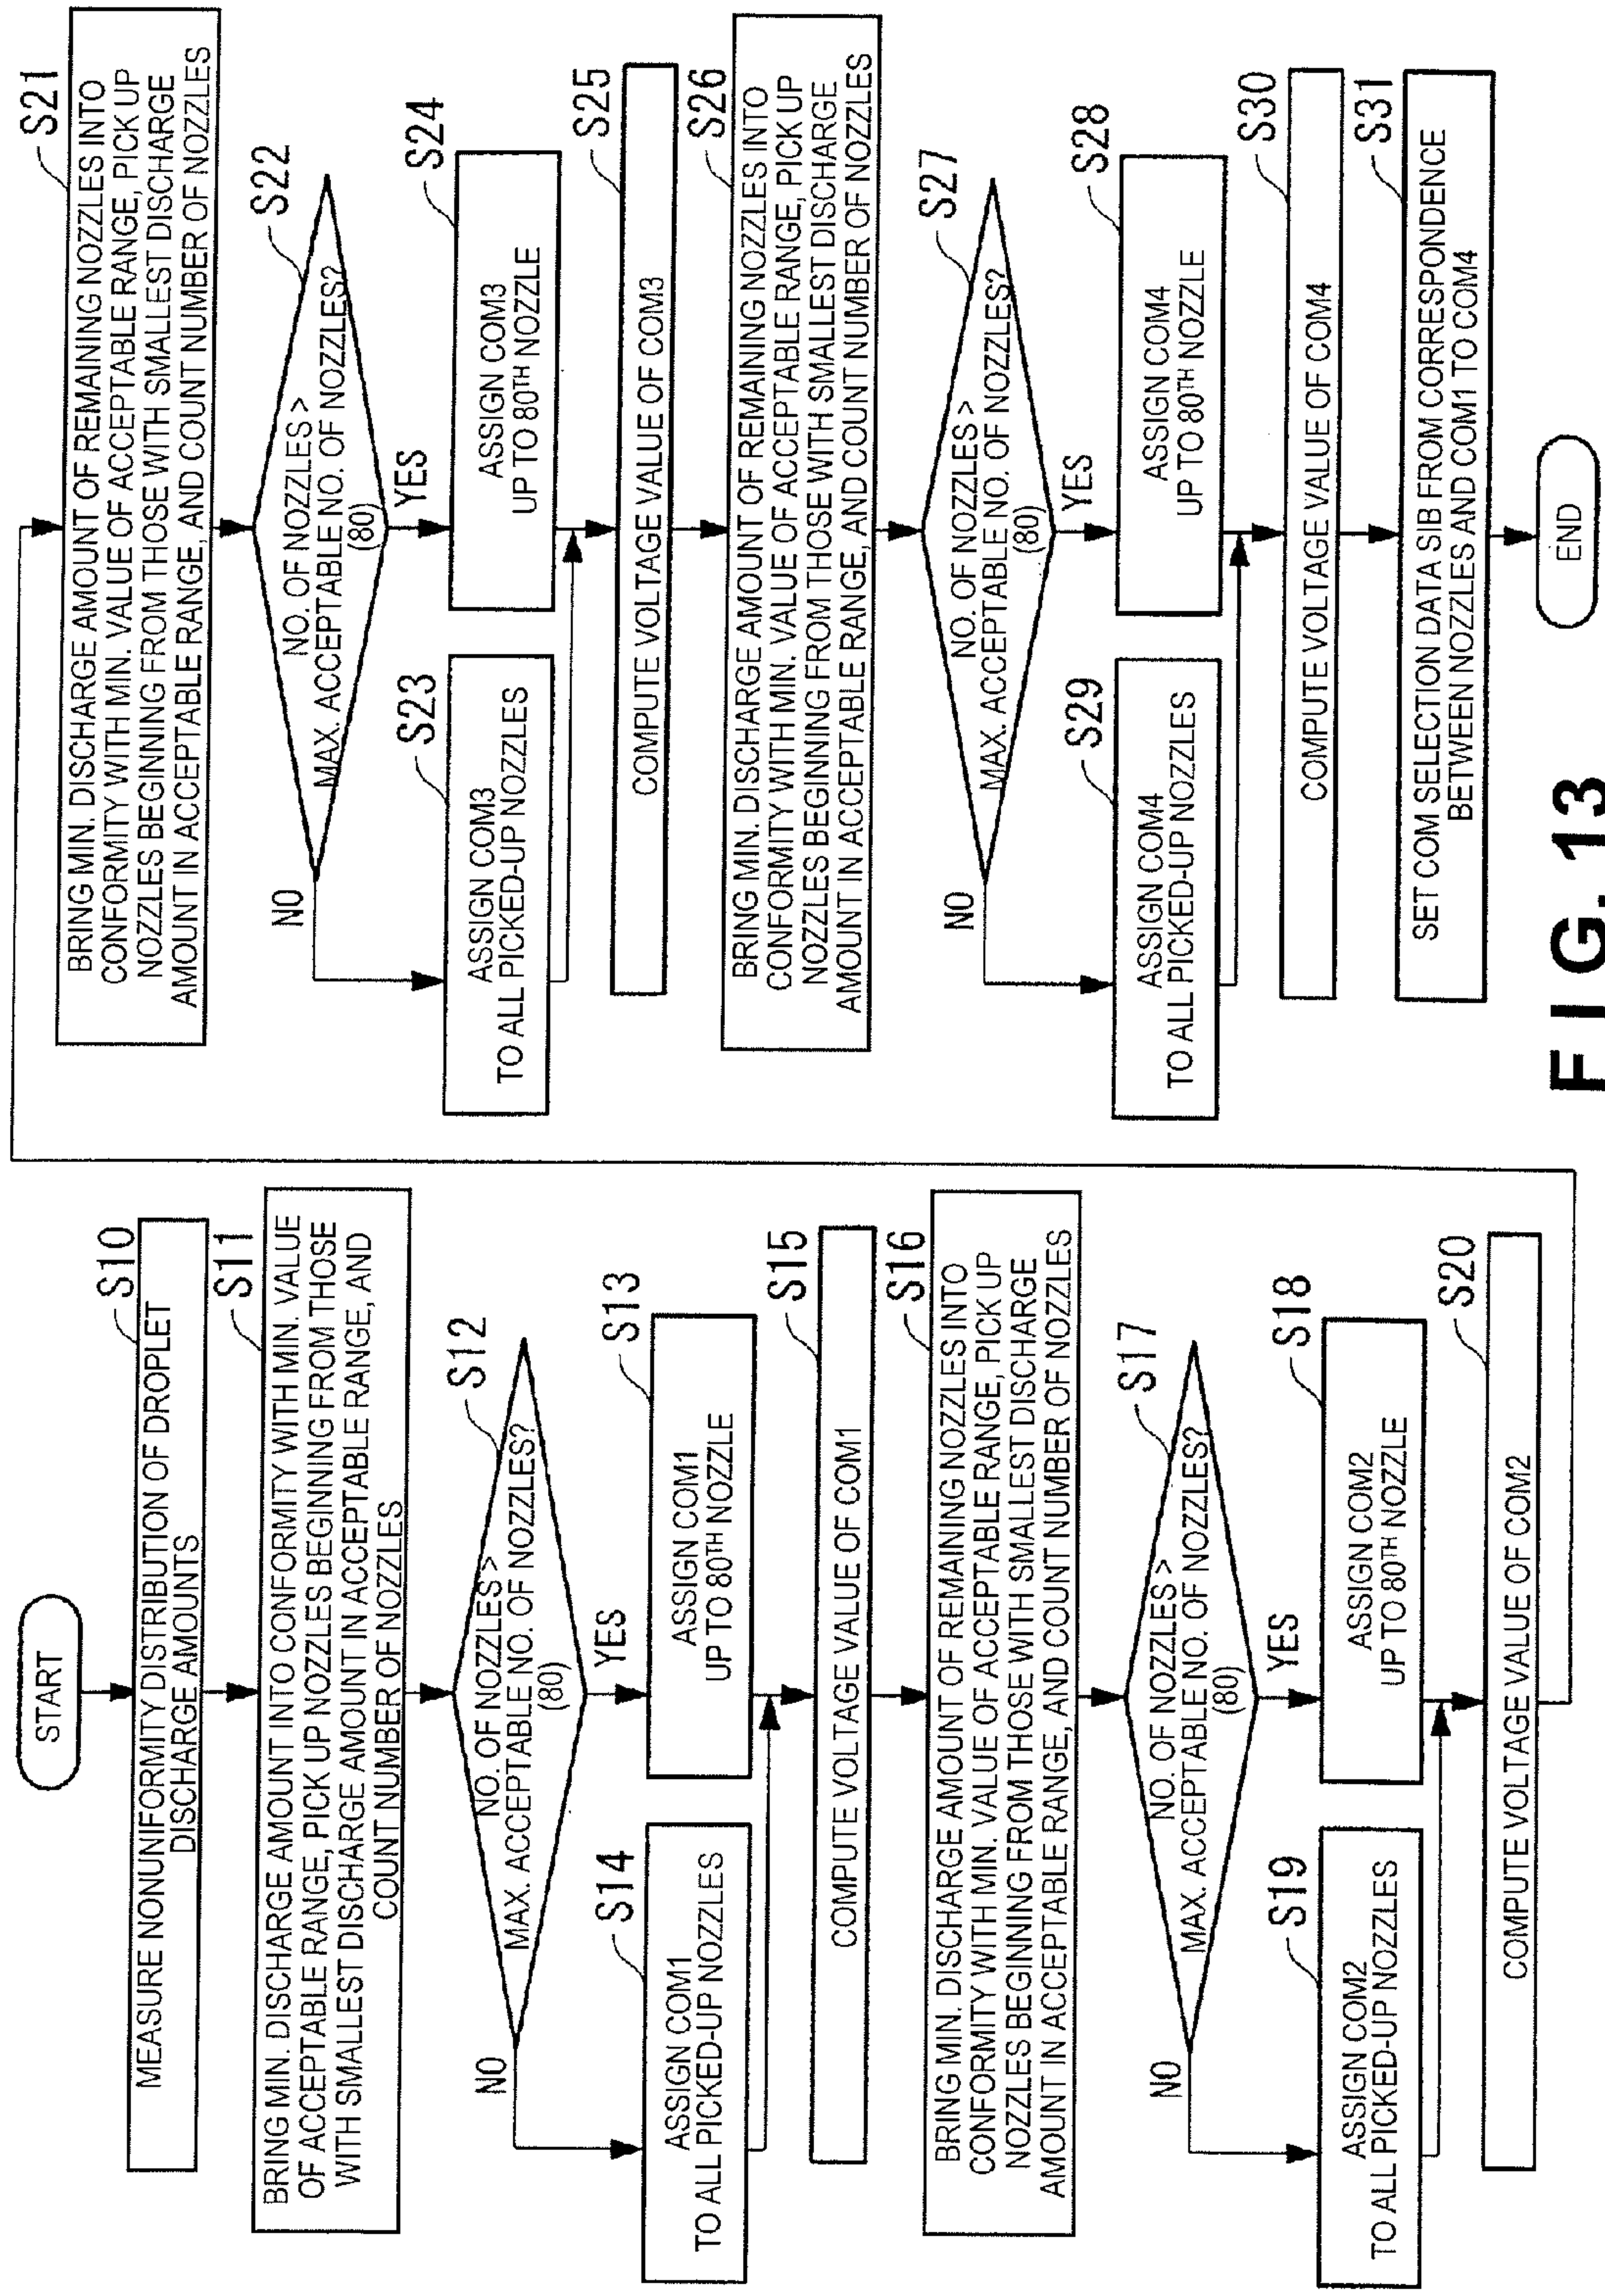 START
S10
MEASURE NONUNIFORMITY DISTRIBUTION OF DROPLET
DISCHARGE AMOUNTS
S11
BRING MIN. DISCHARGE AMOUNT INTO CONFORMITY WITH MIN. VALUE
OF ACCEPTABLE RANGE, PICK UP NOZZLES BEGINNING FROM THOSE
WITH SMALLEST DISCHARGE AMOUNT IN ACCEPTABLE RANGE, AND
COUNT NUMBER OF NOZZLES
S12
NO. OF NOZZLES >
MAX. ACCEPTABLE NO. OF NOZZLES?
(80)
NO
YES
S14
ASSIGN COM1
TO ALL PICKED-UP NOZZLES
S13
ASSIGN COM1
UP TO 80TH NOZZLE
S15
COMPUTE VOLTAGE VALUE OF COM1
S16
BRING MIN. DISCHARGE AMOUNT OF REMAINING NOZZLES INTO
CONFORMITY WITH MIN. VALUE OF ACCEPTABLE RANGE, PICK UP
NOZZLES BEGINNING FROM THOSE WITH SMALLEST DISCHARGE
AMOUNT IN ACCEPTABLE RANGE, AND COUNT NUMBER OF NOZZLES
S17
NO. OF NOZZLES >
MAX. ACCEPTABLE NO. OF NOZZLES?
(80)
NO
YES
S19
ASSIGN COM2
TO ALL PICKED-UP NOZZLES
S18
ASSIGN COM2
UP TO 80TH NOZZLE
S20
COMPUTE VOLTAGE VALUE OF COM2
S21
BRING MIN. DISCHARGE AMOUNT OF REMAINING NOZZLES INTO
CONFORMITY WITH MIN. VALUE OF ACCEPTABLE RANGE, PICK UP
NOZZLES BEGINNING FROM THOSE WITH SMALLEST DISCHARGE
AMOUNT IN ACCEPTABLE RANGE, AND COUNT NUMBER OF NOZZLES
S22
NO. OF NOZZLES >
MAX. ACCEPTABLE NO. OF NOZZLES?
(80)
NO
YES
S23
ASSIGN COM3
TO ALL PICKED-UP NOZZLES
S24
ASSIGN COM3
UP TO 80TH NOZZLE
S25
COMPUTE VOLTAGE VALUE OF COM3
S26
BRING MIN. DISCHARGE AMOUNT OF REMAINING NOZZLES INTO
CONFORMITY WITH MIN. VALUE OF ACCEPTABLE RANGE, PICK UP
NOZZLES BEGINNING FROM THOSE WITH SMALLEST DISCHARGE
AMOUNT IN ACCEPTABLE RANGE, AND COUNT NUMBER OF NOZZLES
S27
NO. OF NOZZLES >
MAX. ACCEPTABLE NO. OF NOZZLES?
(80)
NO
YES
S29
ASSIGN COM4
TO ALL PICKED-UP NOZZLES
S28
ASSIGN COM4
UP TO 80TH NOZZLE
S30
COMPUTE VOLTAGE VALUE OF COM4
S31
SET COM SELECTION DATA SIB FROM CORRESPONDENCE
BETWEEN NOZZLES AND COM1 TO COM4
END
FIG. 13